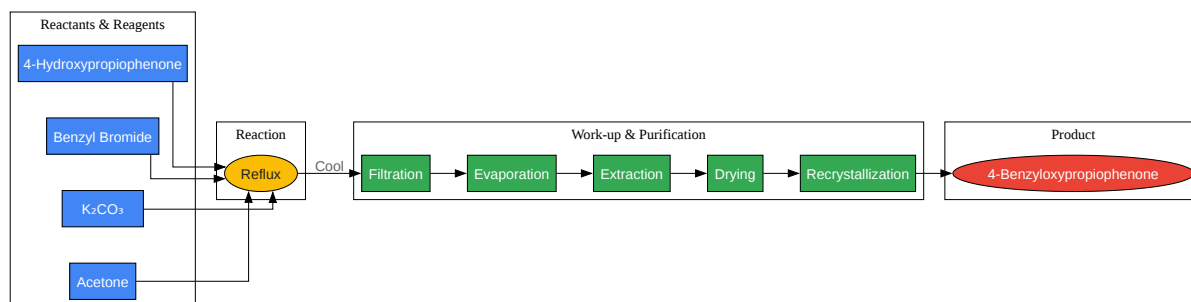 Reactants & Reagents
4-Hydroxypropiophenone
Benzyl Bromide
K₂CO₃
Acetone
Reaction
Reflux
Cool
Work-up & Purification
Filtration
Evaporation
Extraction
Drying
Recrystallization
Product
4-Benzyloxypropiophenone